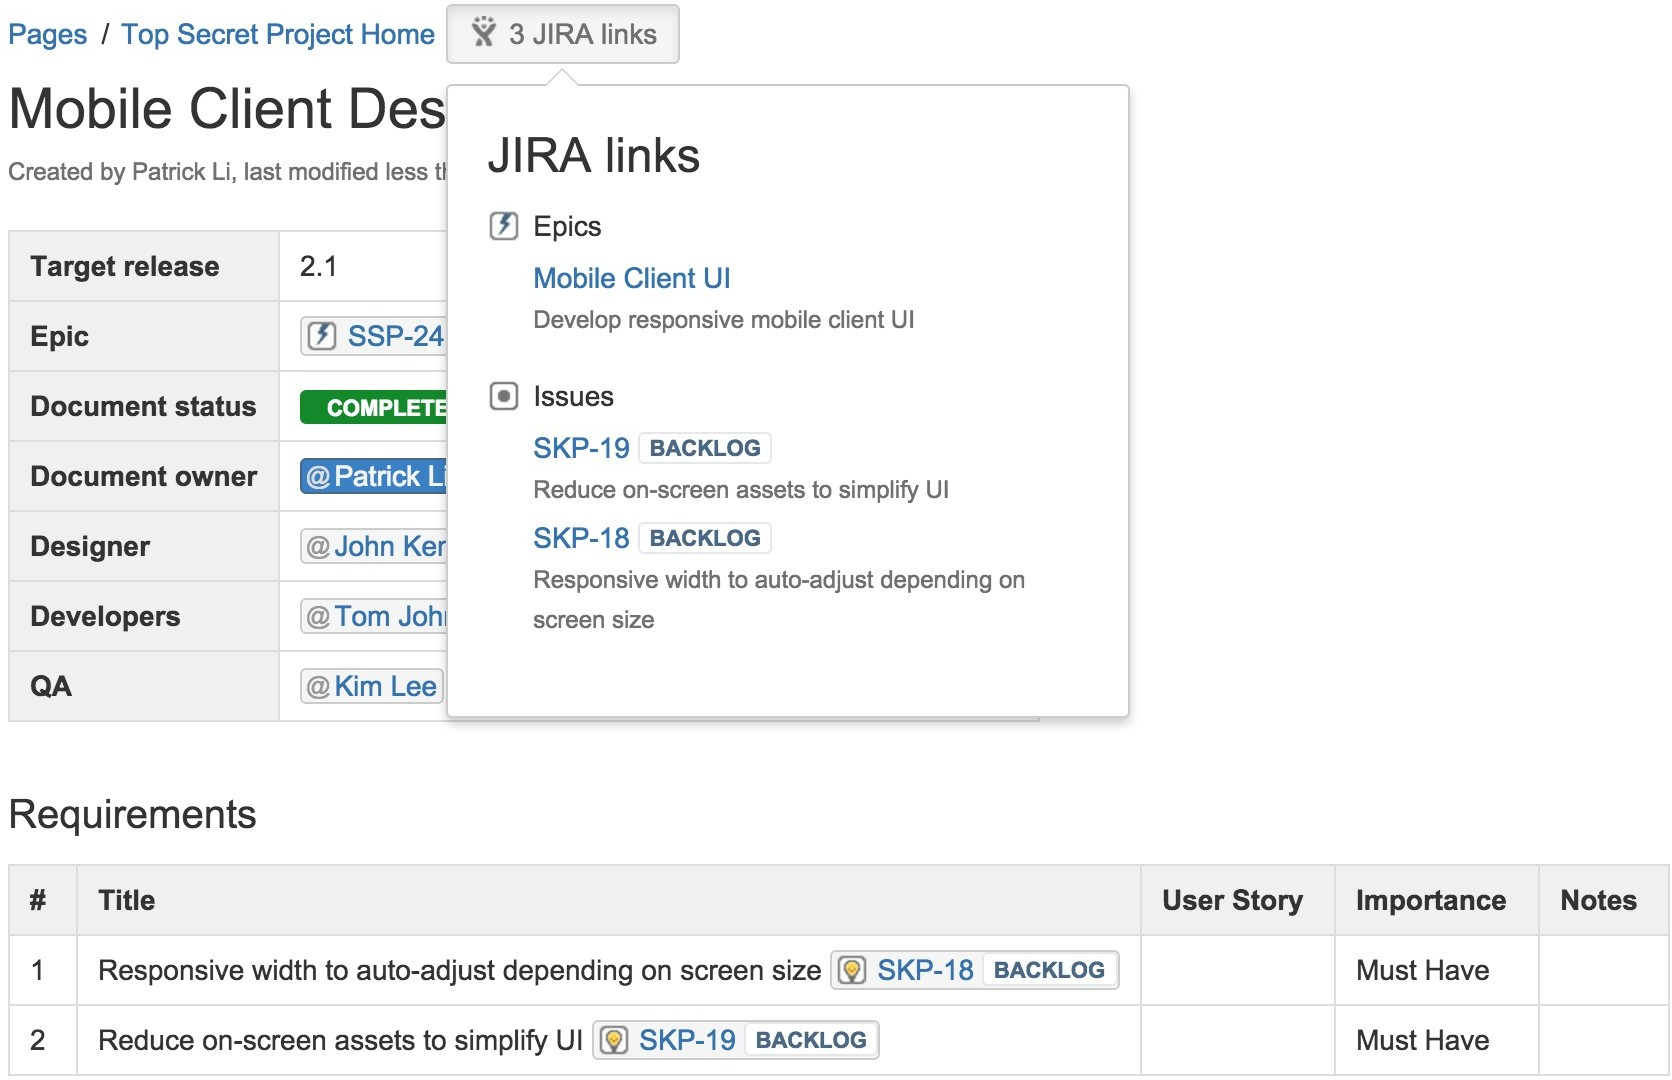 Pages / Top Secret Project Home 3 JIRA links
Mobile Client
Created by Patrick Li, last modified less
JIRA links
Epics
Mobile Client UI
Develop responsive mobile client UI
Issues
SKP-19 BACKLOG
Reduce on-screen assets to simplify UI
SKP-18 BACKLOG
Responsive width to auto-adjust depending on
screen size
Target release 2.1
Epic SSP-24
Document status COMPLETE
Document owner @Patrick Li
Designer @John
Developers @Tom
QA @Kim Lee
Requirements
# Title User Story Importance Notes
1 Responsive width to auto-adjust depending on screen size SKP-18 BACKLOG Must Have
2 Reduce on-screen assets to simplify UI SKP-19 BACKLOG Must Have